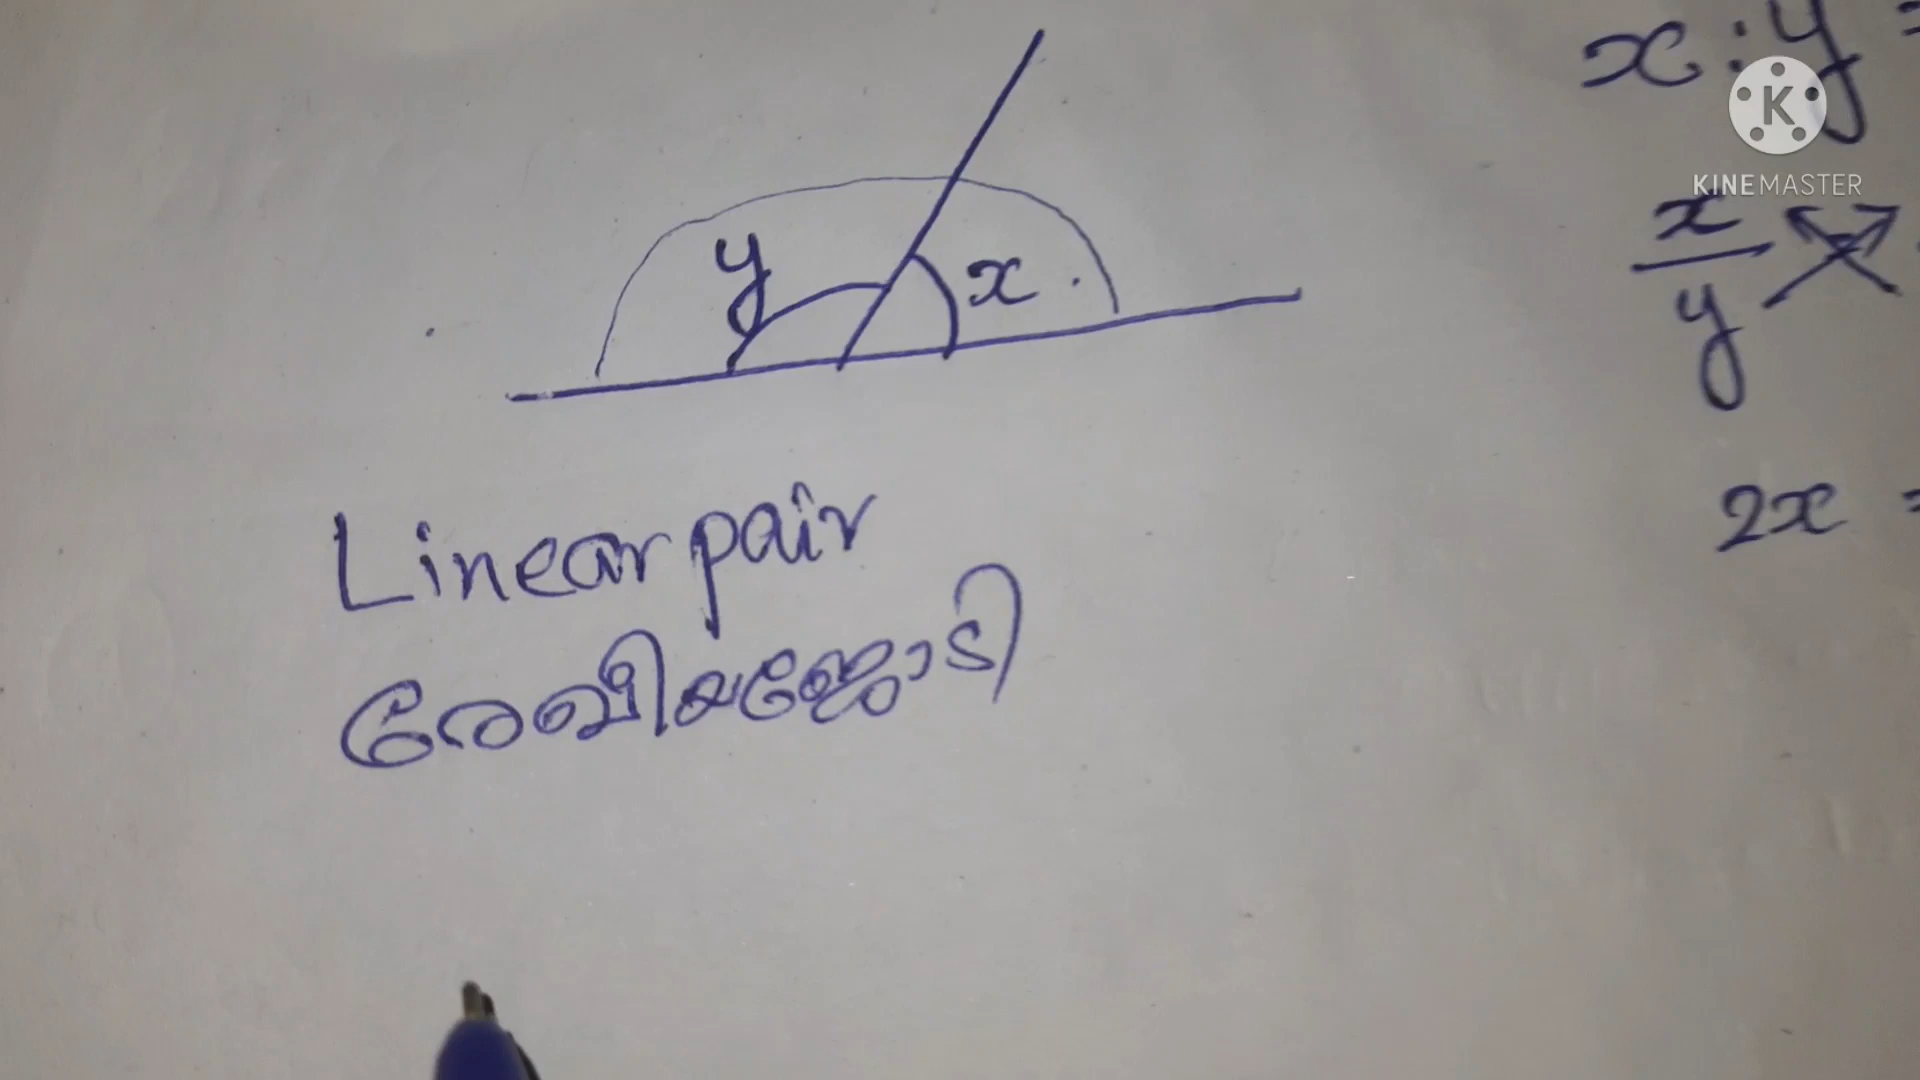 y
x
Linear pair
രേഖീയജോടി
x : y =
x
y
2x =
KINEMASTER